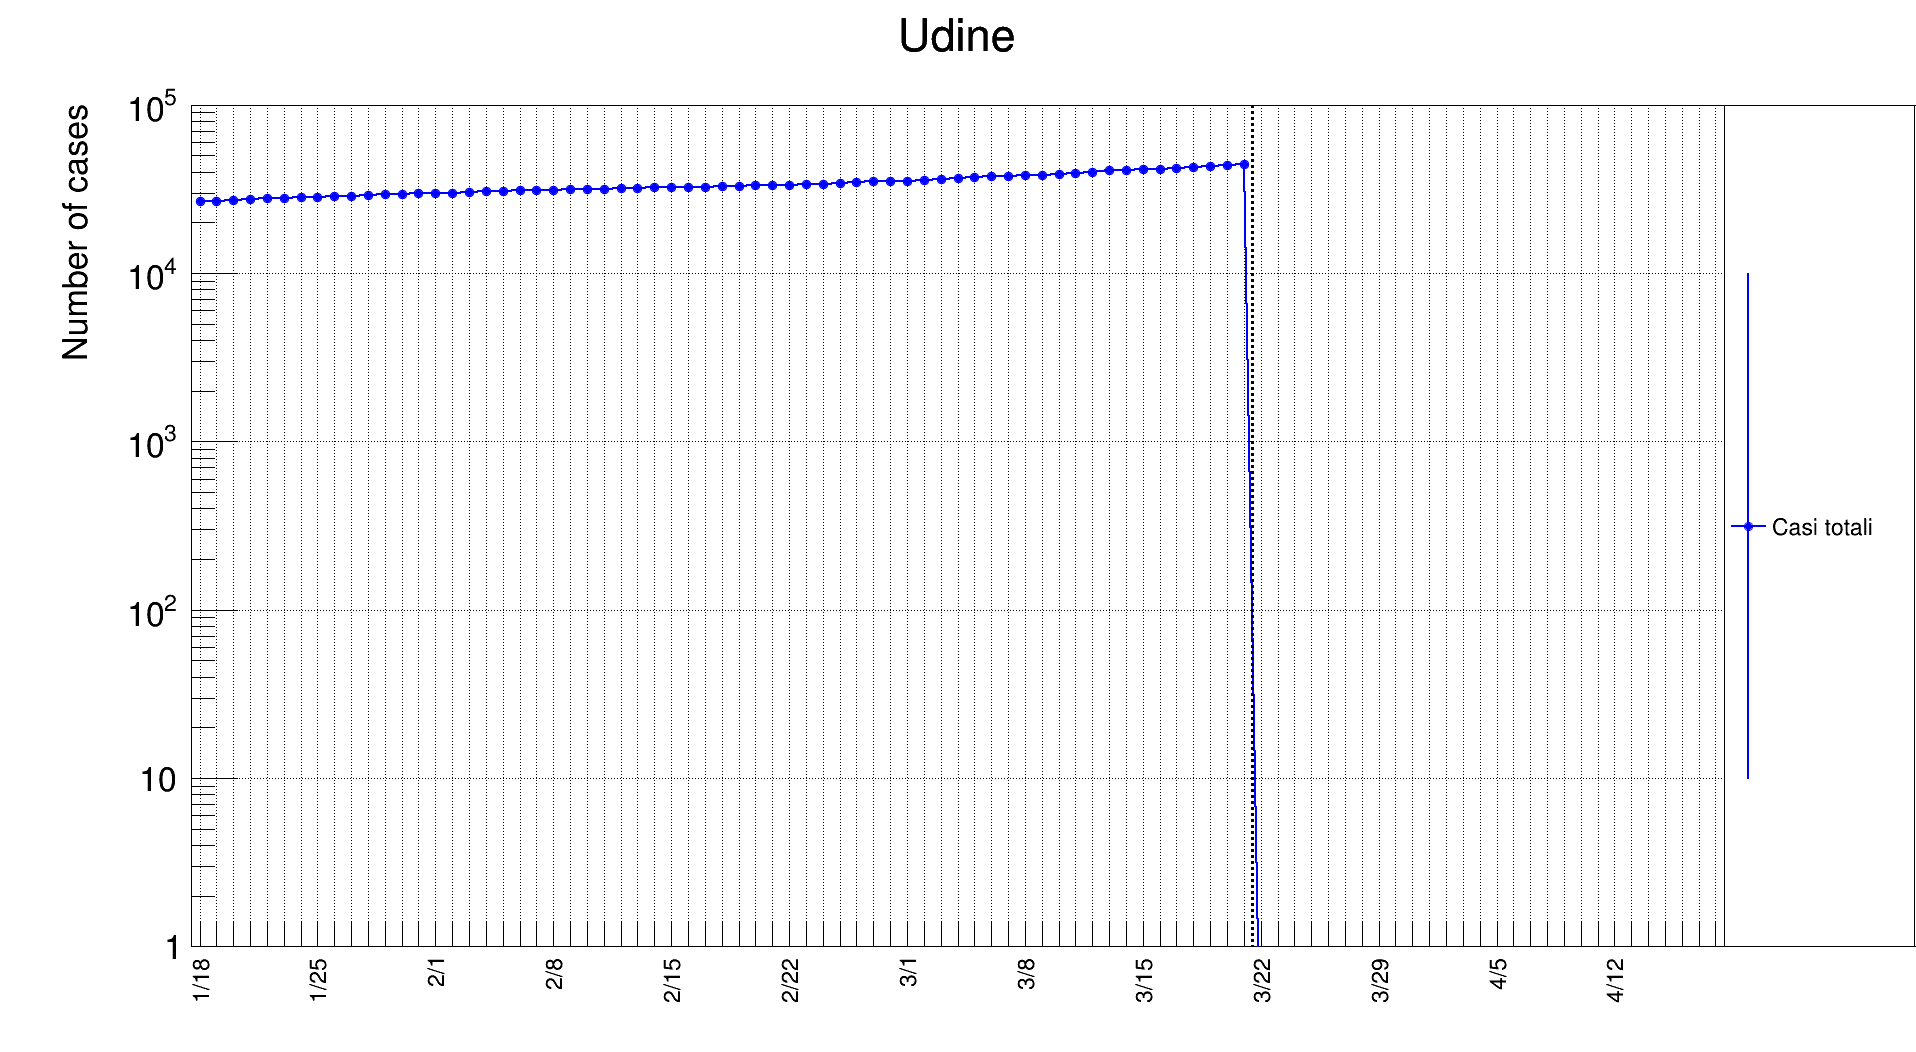 Udine
Number of cases
10^5
10^4
10^3
10^2
10
1
1/18 1/25 2/1 2/8 2/15 2/22 3/1 3/8 3/15 3/22 3/29 4/5 4/12
Casi totali